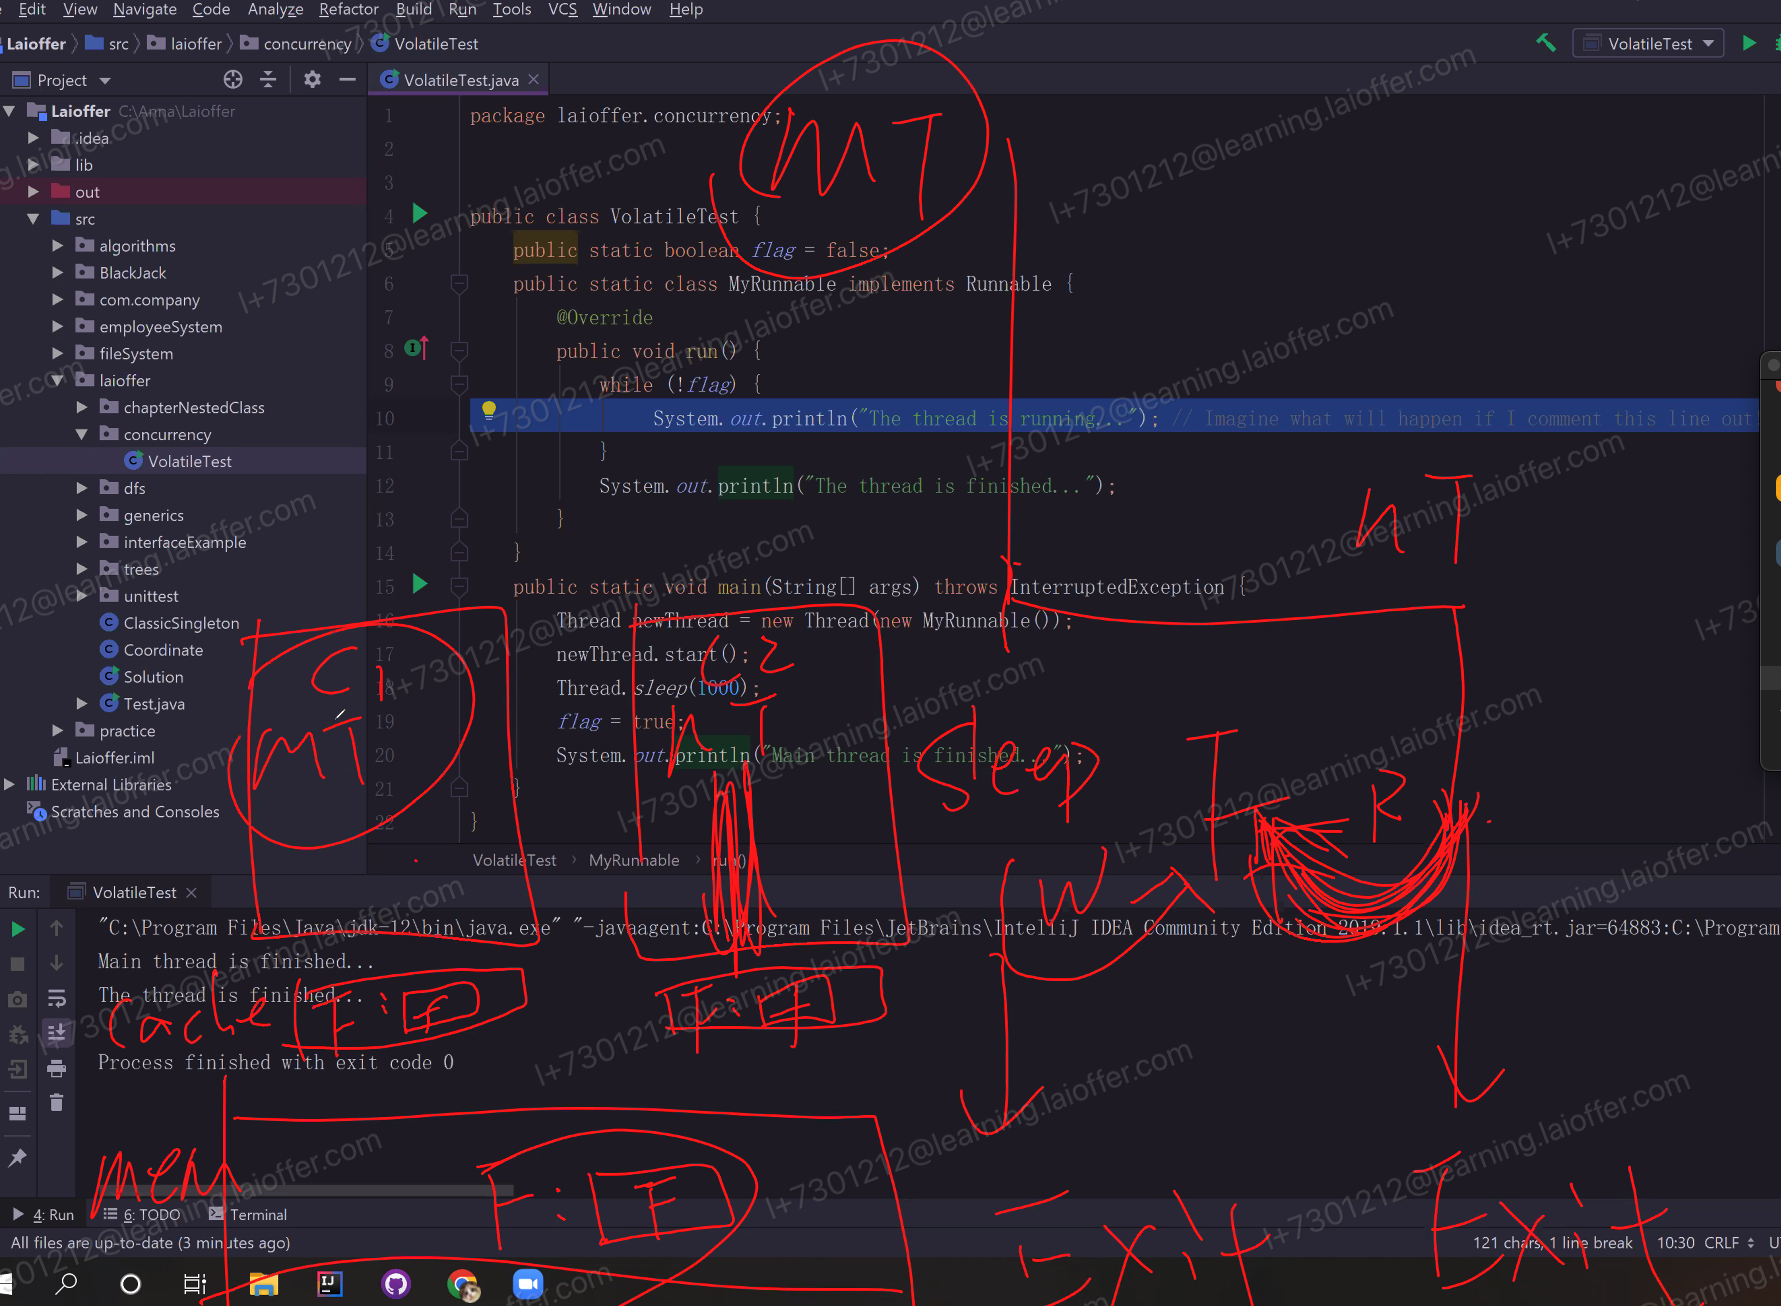 Edit View Navigate Code Analyze Refactor Build Run Tools VCS Window Help
Laioffer src laioffer concurrency VolatileTest
VolatileTest
Project
VolatileTest.java
Laioffer C:\Anna\Laioffer
.idea
lib
out
src
algorithms
BlackJack
com.company
employeeSystem
fileSystem
laioffer
chapterNestedClass
concurrency
VolatileTest
dfs
generics
interfaceExample
trees
unittest
ClassicSingleton
Coordinate
Solution
Test.java
practice
Laioffer.iml
External Libraries
Scratches and Consoles
1 package laioffer.concurrency;
2
3
4 public class VolatileTest {
5 public static boolean flag = false;
6 public static class MyRunnable implements Runnable {
7 @Override
8 public void run() {
9 while (!flag) {
10 System.out.println("The thread is running..."); // Imagine what will happen if I comment this line out
11 }
12 System.out.println("The thread is finished...");
13 }
14 }
15 public static void main(String[] args) throws InterruptedException {
16 Thread newThread = new Thread(new MyRunnable());
17 newThread.start();
18 Thread.sleep(1000);
19 flag = true;
20 System.out.println("Main thread is finished...");
21 }
22 }
VolatileTest MyRunnable run()
MT
nT
C1
MT
C2
nT
Sleep
T
R
W
Cache F : F
F : F
mem
F : F
Exit
Exit
Run: VolatileTest
"C:\Program Files\Java\jdk-12\bin\java.exe" "-javaagent:C:\Program Files\JetBrains\IntelliJ IDEA Community Edition 2019.1.1\lib\idea_rt.jar=64883:C:\Program
Main thread is finished...
The thread is finished...
Process finished with exit code 0
4: Run 6: TODO Terminal
All files are up-to-date (3 minutes ago)
121 chars, 1 line break 10:30 CRLF
l+7301212@learning.laioffer.com